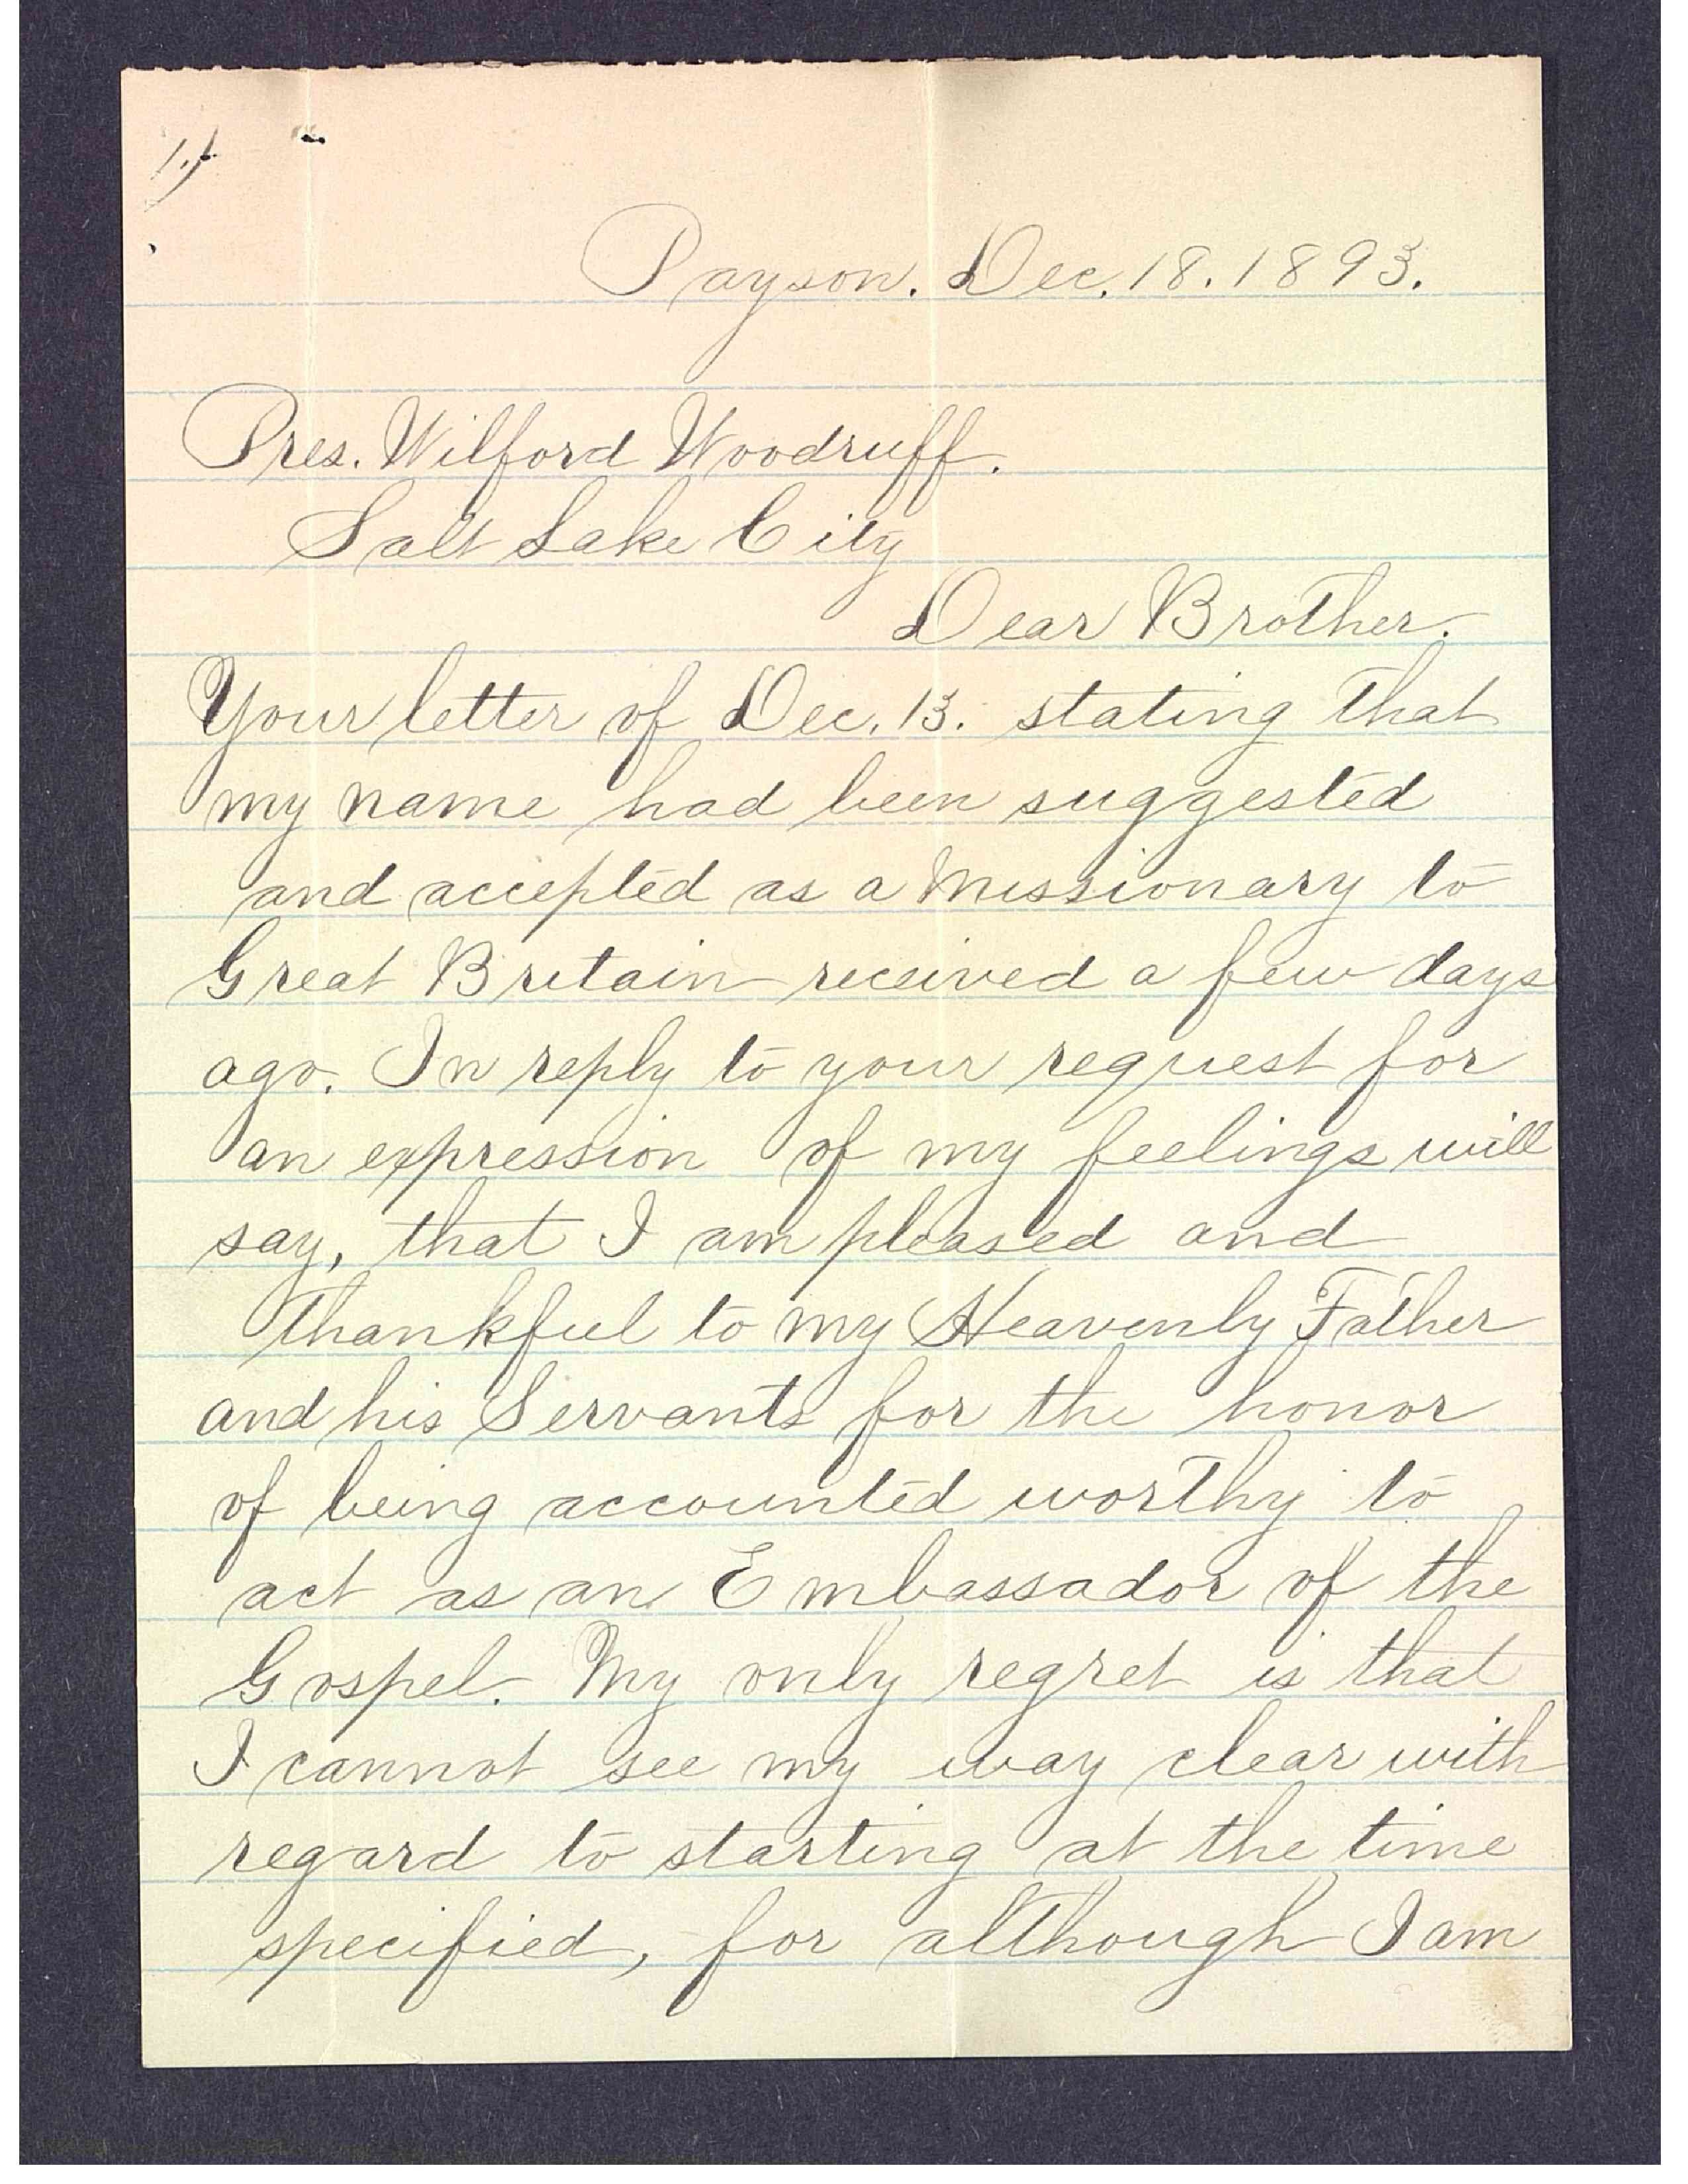 1.)
Payson. Dec. 18. 1893.
Pres. Wilford Woodruff.
Salt Lake City
Dear Brother.
Your letter of Dec. 13. stating that
my name had been suggested
and accepted as a Missionary to
Great Britain received a few days
ago. In reply to your request for
an expression of my feelings will
say, that I am pleased and
thankful to my Heavenly Father
and his Servants for the honor
of being accounted worthy to
act as an Embassador of the
Gospel. My only regret is that
I cannot see my way clear with
regard to starting at the time
specified, for although I am